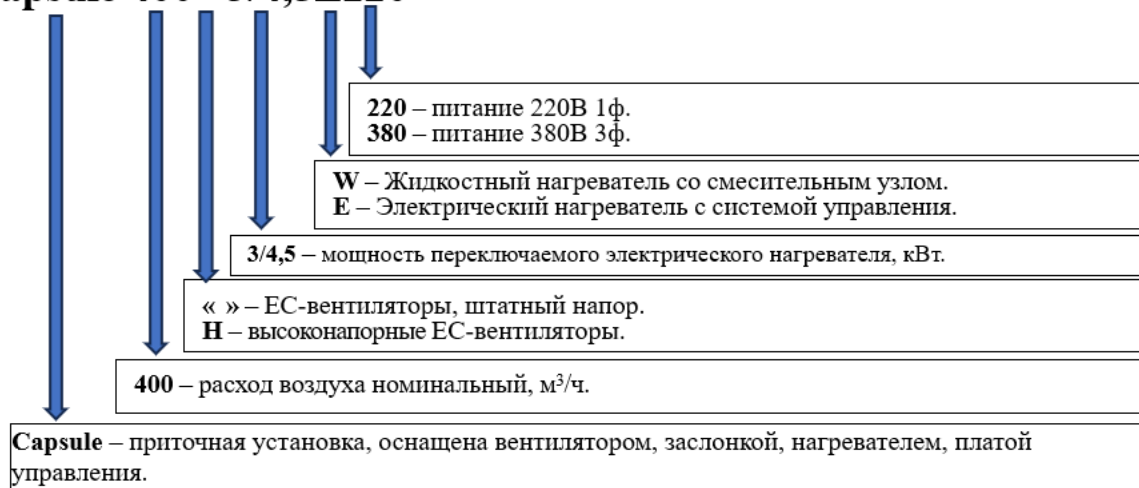 220 – питание 220В 1ф.
380 – питание 380В 3ф.
W – Жидкостный нагреватель со смесительным узлом.
E – Электрический нагреватель с системой управления.
3/4,5 – мощность переключаемого электрического нагревателя, кВт.
« » – ЕС-вентиляторы, штатный напор.
H – высоконапорные ЕС-вентиляторы.
400 – расход воздуха номинальный, м³/ч.
Capsule – приточная установка, оснащена вентилятором, заслонкой, нагревателем, платой
управления.